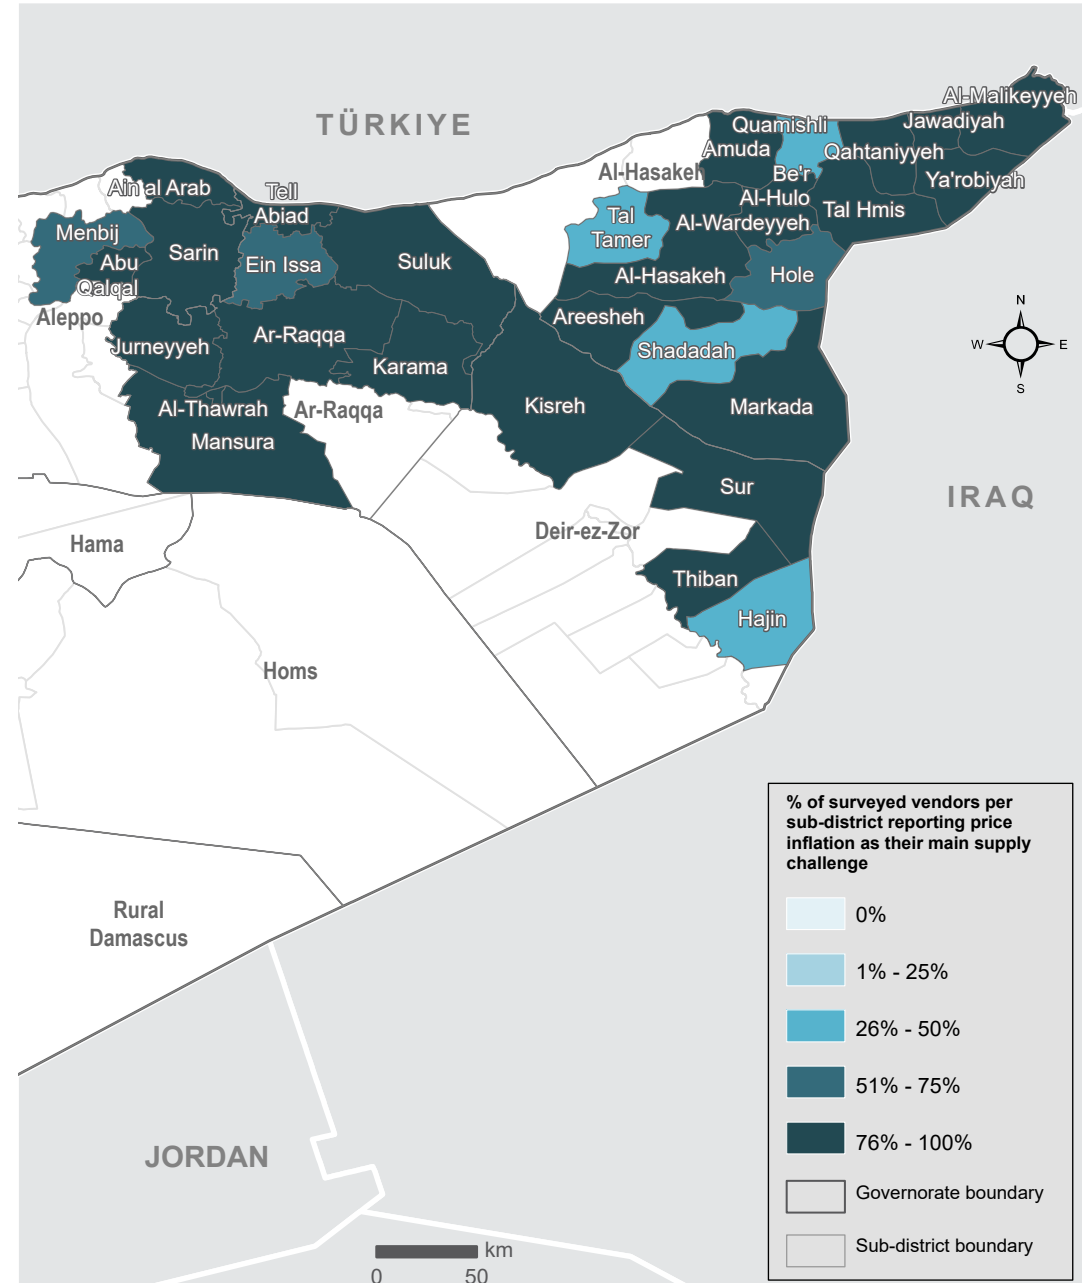 TÜRKIYE
Al-Malikeyyeh
Quamishli
Jawadiyah
Amuda
Qahtaniyyeh
Al-Hasakeh
Be'r
Ya'robiyah
Ain al Arab
Tell
Abiad
Al-Hulo
Al-Wardeyyeh
Tal Hmis
Tal
Tamer
Menbij
Sarin
Abu
Qalqal
Ein Issa
Suluk
Al-Hasakeh
Hole
Aleppo
Areesheh
Jurneyyeh
Ar-Raqqa
Shadadah
Karama
Al-Thawrah
Ar-Raqqa
Kisreh
Markada
Mansura
N
W
E
S
Sur
IRAQ
Hama
Deir-ez-Zor
Thiban
Hajin
Homs
Rural
Damascus
JORDAN
% of surveyed vendors per
sub-district reporting price
inflation as their main supply
challenge
0%
1% - 25%
26% - 50%
51% - 75%
76% - 100%
Governorate boundary
Sub-district boundary
km
0 50